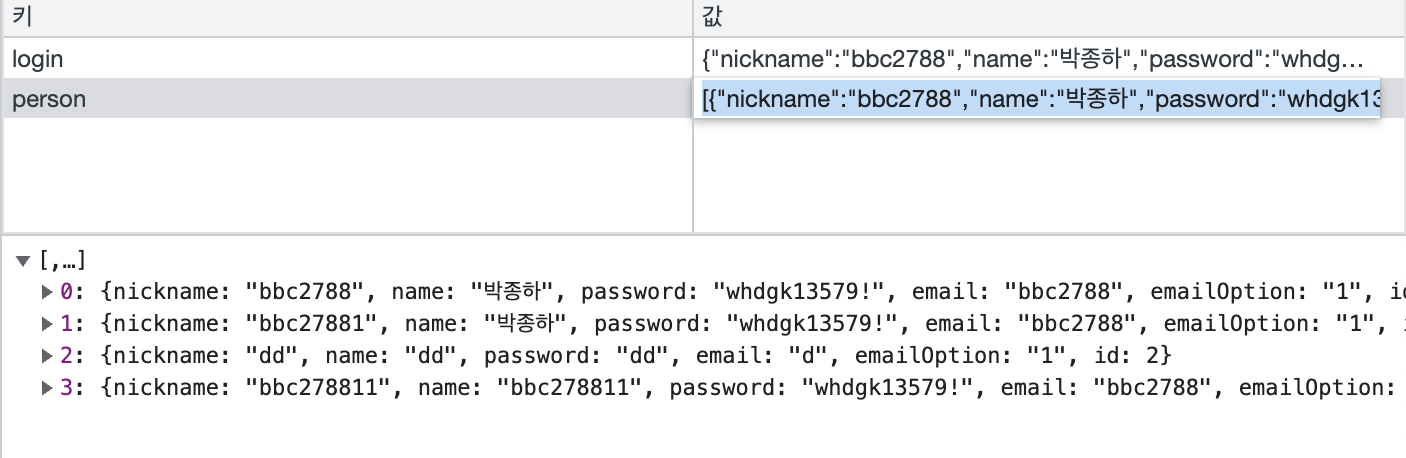 키 값
login {"nickname":"bbc2788","name":"박종하","password":"whdg…
person [{"nickname":"bbc2788","name":"박종하","password":"whdgk13
▼ [,…]
▶ 0: {nickname: "bbc2788", name: "박종하", password: "whdgk13579!", email: "bbc2788", emailOption: "1", id
▶ 1: {nickname: "bbc27881", name: "박종하", password: "whdgk13579!", email: "bbc2788", emailOption: "1",
▶ 2: {nickname: "dd", name: "dd", password: "dd", email: "d", emailOption: "1", id: 2}
▶ 3: {nickname: "bbc278811", name: "bbc278811", password: "whdgk13579!", email: "bbc2788", emailOption: